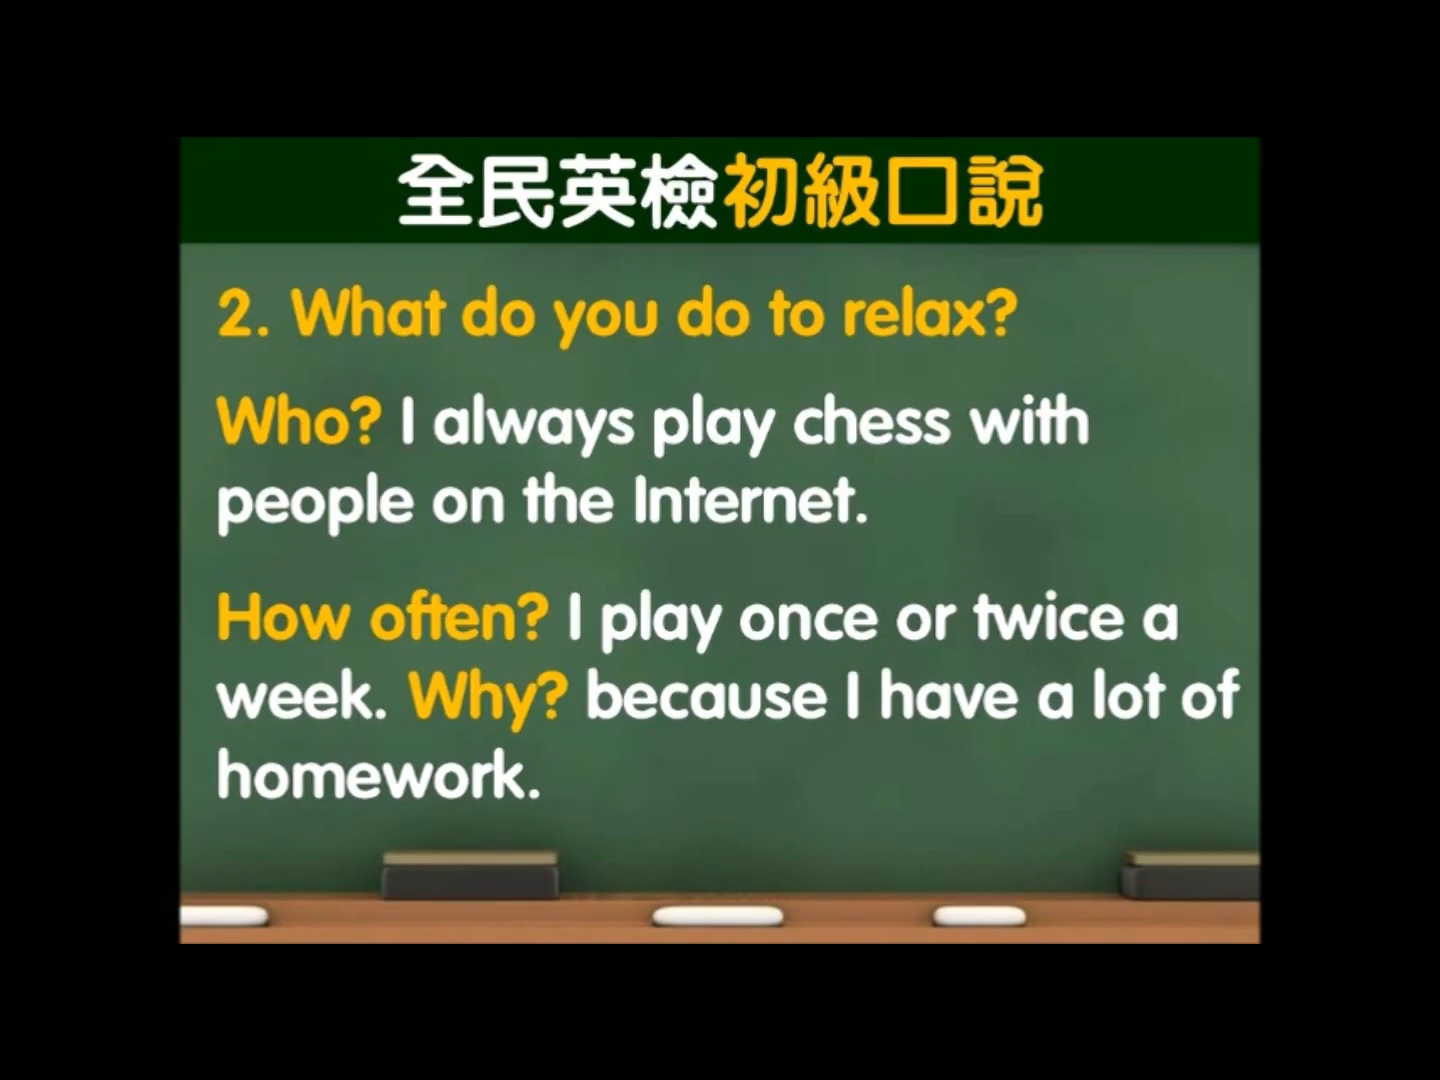 全民英檢初級口說
2. What do you do to relax?
Who? I always play chess with
people on the Internet.
How often? I play once or twice a
week. Why? because I have a lot of
homework.